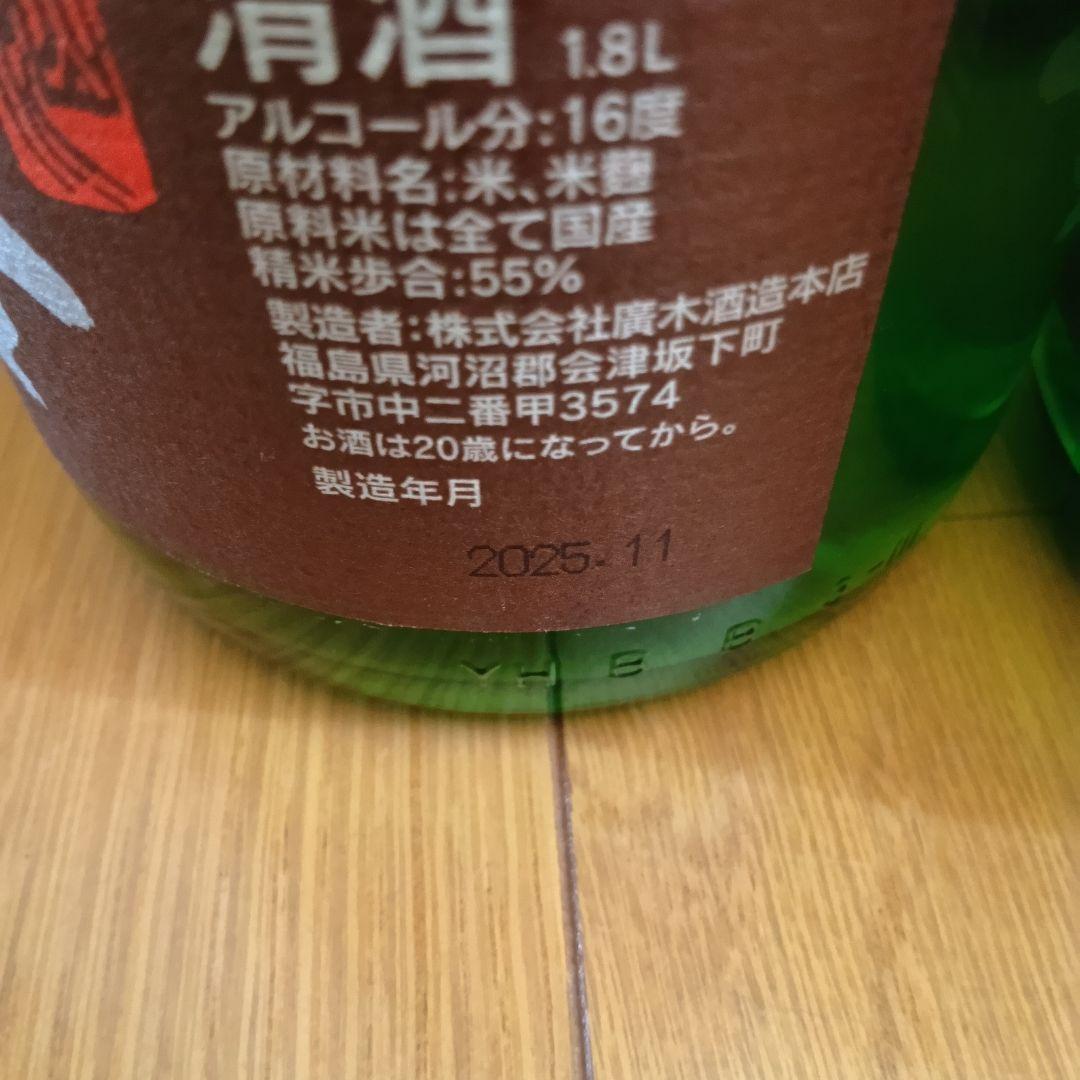 清酒 1.8L
アルコール分:16度
原材料名:米、米麹
原料米は全て国産
精米歩合:55%
製造者:株式会社廣木酒造本店
福島県河沼郡会津坂下町
字市中二番甲3574
お酒は20歳になってから。
製造年月
2025.11